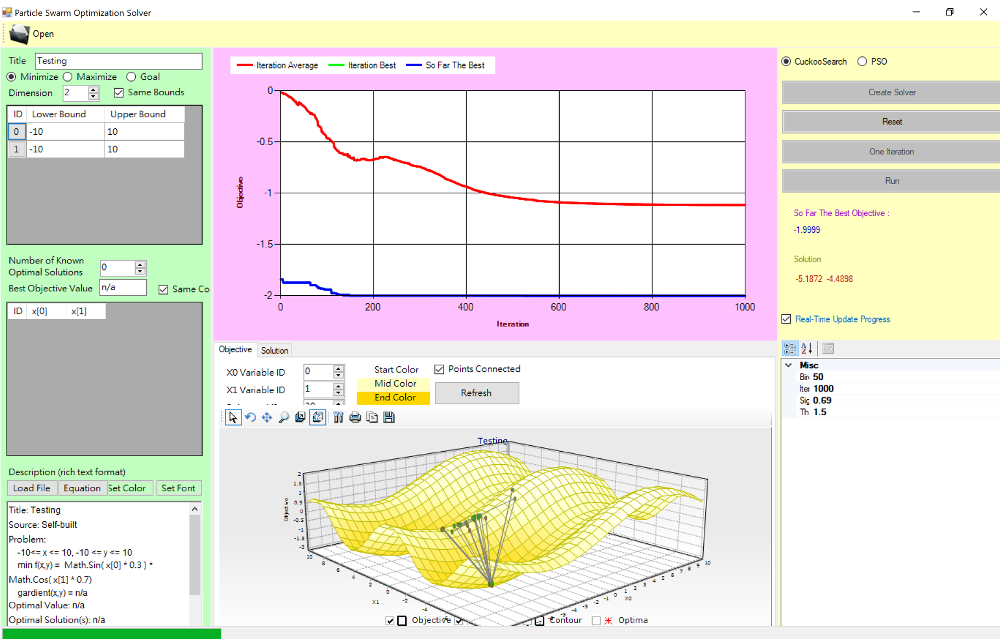 Particle Swarm Optimization Solver
Open
Title Testing
Minimize Maximize Goal
Dimension 2 Same Bounds
ID Lower Bound Upper Bound
0 -10 10
1 -10 10
Number of Known
Optimal Solutions 0
Best Objective Value n/a Same Co
ID x[0] x[1]
Description (rich text format)
Load File Equation Set Color Set Font
Title: Testing
Source: Self-built
Problem:
-10<= x <= 10, -10 <= y <= 10
min f(x,y) = Math.Sin( x[0] * 0.3 ) *
Math.Cos( x[1] * 0.7)
gardient(x,y) = n/a
Optimal Value: n/a
Optimal Solution(s): n/a
Iteration Average Iteration Best So Far The Best
0
-0.5
-1
-1.5
-2
Objective
0 200 400 600 800 1000
Iteration
Objective Solution
X0 Variable ID 0
X1 Variable ID 1
Start Color
Mid Color
End Color
Points Connected
Refresh
Testing
2
1.5
1
0.5
0
-0.5
-1
-1.5
-2
Objective
10 8 6 4 2 0 -2 -4
X1
10 9 8 7 6 5 4 3 2 1 0 -1 -2 -3 -4 -5
X0
Objective Contour Optima
CuckooSearch PSO
Create Solver
Reset
One Iteration
Run
So Far The Best Objective :
-1.9999
Solution
-5.1872 -4.4898
Real-Time Update Progress
Misc
Bin 50
Iter 1000
Sig 0.69
Th 1.5